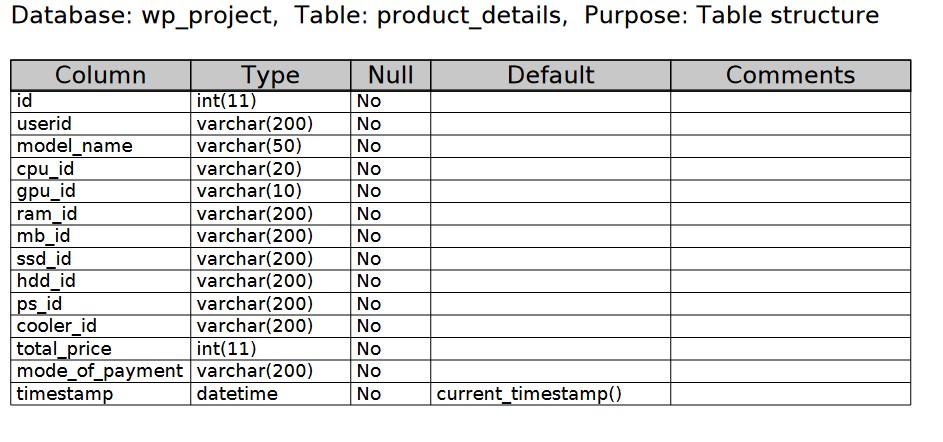 Database: wp_project, Table: product_details, Purpose: Table structure
Column Type Null Default Comments
id int(11) No
userid varchar(200) No
model_name varchar(50) No
cpu_id varchar(20) No
gpu_id varchar(10) No
ram_id varchar(200) No
mb_id varchar(200) No
ssd_id varchar(200) No
hdd_id varchar(200) No
ps_id varchar(200) No
cooler_id varchar(200) No
total_price int(11) No
mode_of_payment varchar(200) No
timestamp datetime No current_timestamp()